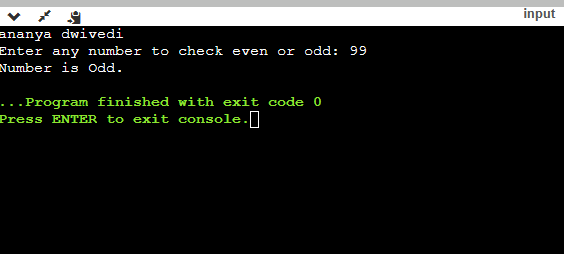 input
ananya dwivedi
Enter any number to check even or odd: 99
Number is Odd.
...Program finished with exit code 0
Press ENTER to exit console.